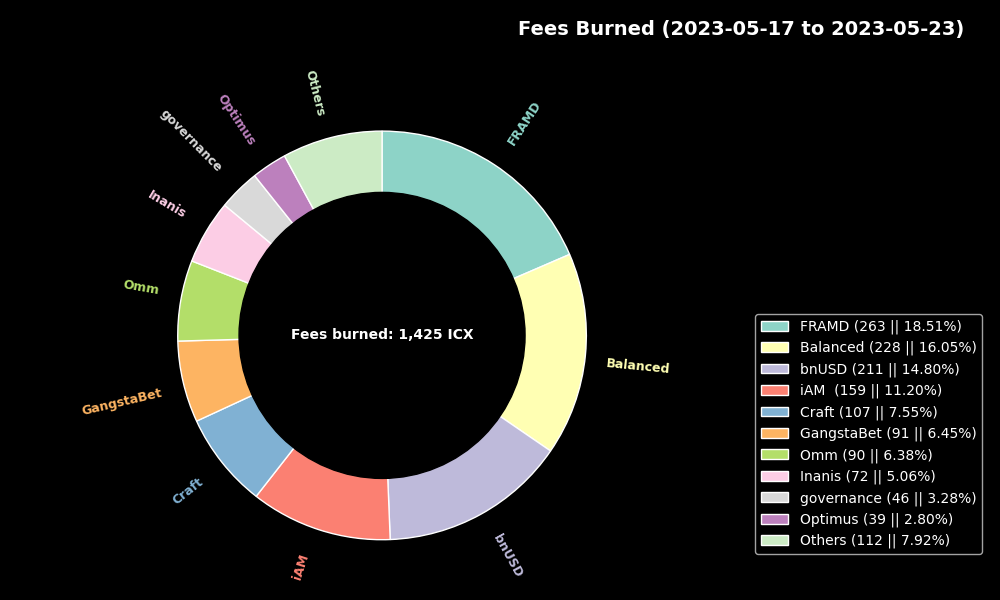 Fees Burned (2023-05-17 to 2023-05-23)
Others
FRAMD
Optimus
governance
Inanis
Omm
Fees burned: 1,425 ICX
Balanced
GangstaBet
Craft
bnUSD
iAM
FRAMD (263 || 18.51%)
Balanced (228 || 16.05%)
bnUSD (211 || 14.80%)
iAM  (159 || 11.20%)
Craft (107 || 7.55%)
GangstaBet (91 || 6.45%)
Omm (90 || 6.38%)
Inanis (72 || 5.06%)
governance (46 || 3.28%)
Optimus (39 || 2.80%)
Others (112 || 7.92%)